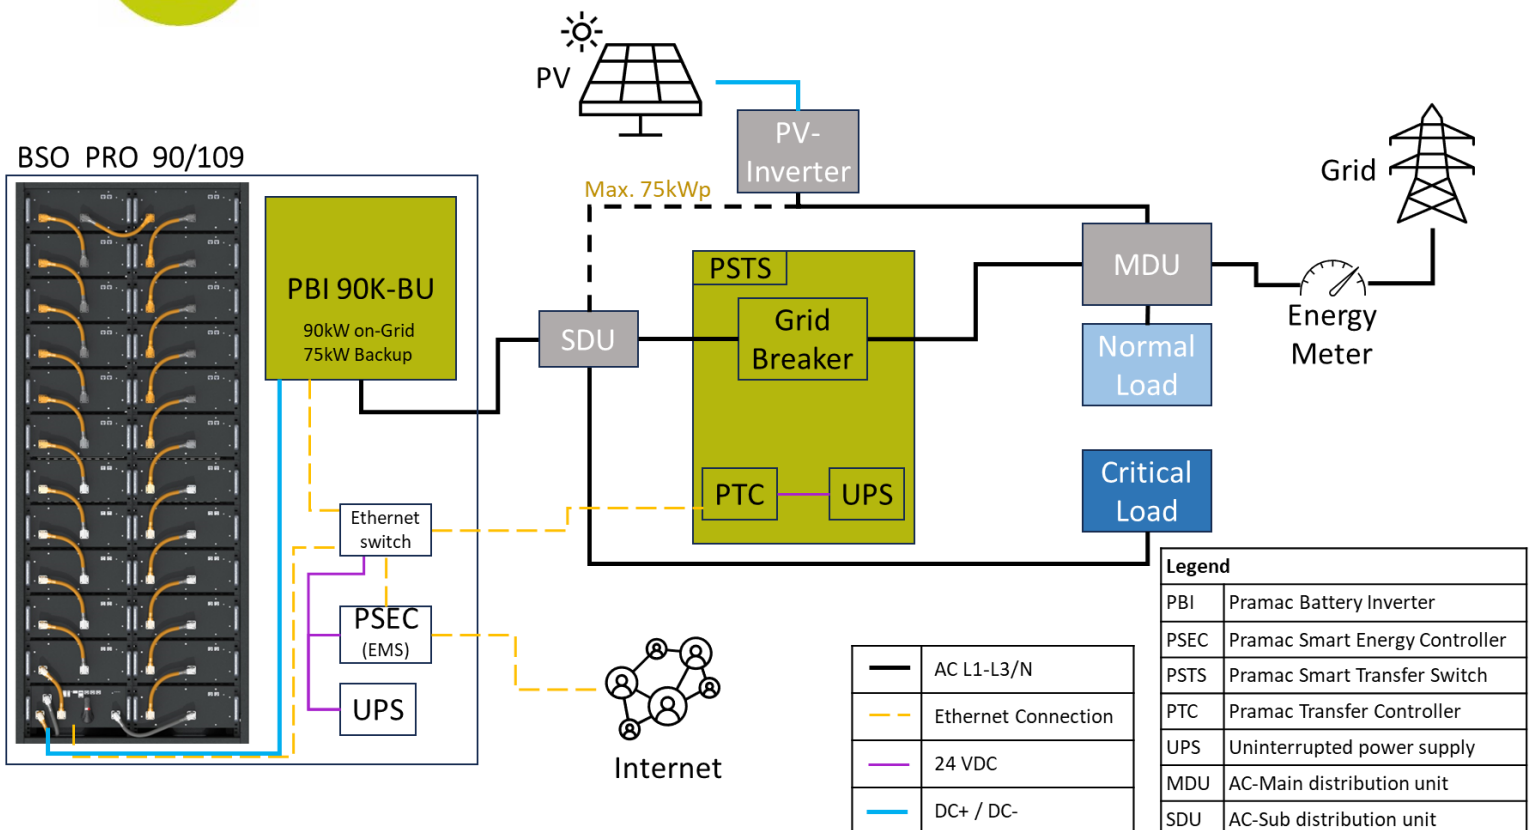 PV
PV-
Inverter
BSO PRO 90/109
Grid
Max. 75kWp
PSTS
MDU
PBI 90K-BU
90kW on-Grid
75kW Backup
SDU
Grid
Breaker
Energy
Meter
Normal
Load
PTC
UPS
Critical
Load
Ethernet
switch
PSEC
(EMS)
UPS
Internet
AC L1-L3/N
Ethernet Connection
24 VDC
DC+ / DC-
Legend
PBI Pramac Battery Inverter
PSEC Pramac Smart Energy Controller
PSTS Pramac Smart Transfer Switch
PTC Pramac Transfer Controller
UPS Uninterrupted power supply
MDU AC-Main distribution unit
SDU AC-Sub distribution unit